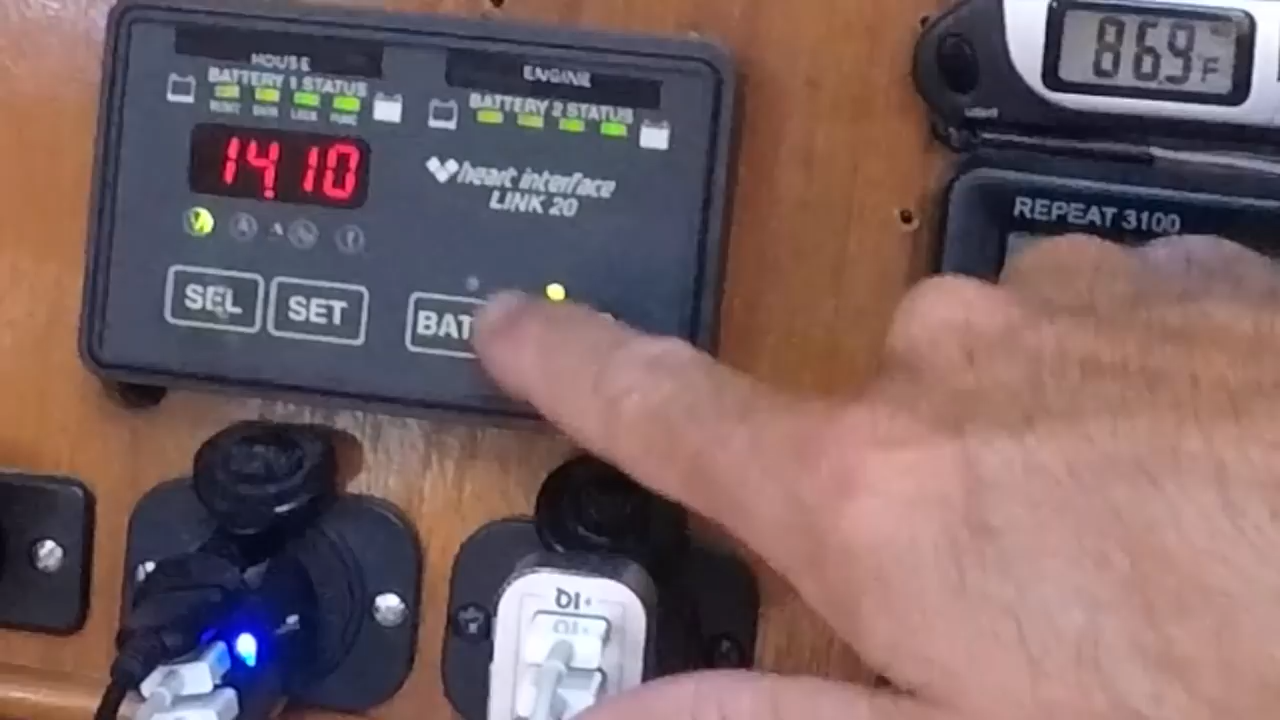 HOUSE
BATTERY 1 STATUS
ENGINE
BATTERY 2 STATUS
14.10
heart interface
LINK 20
V
SEL
SET
BAT
86.9 F
REPEAT 3100